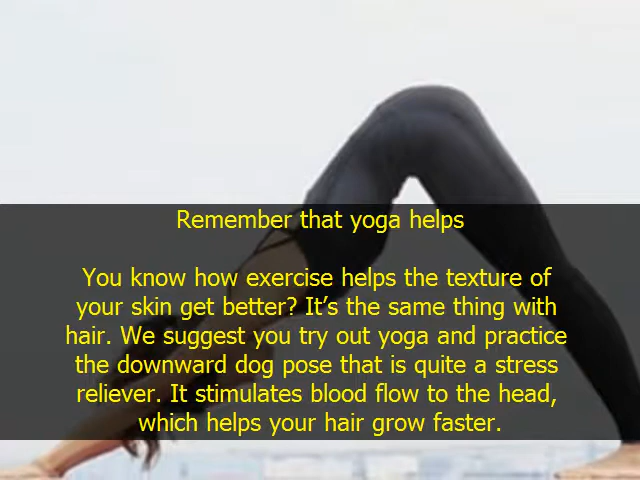 Remember that yoga helps
You know how exercise helps the texture of
your skin get better? It’s the same thing with
hair. We suggest you try out yoga and practice
the downward dog pose that is quite a stress
reliever. It stimulates blood flow to the head,
which helps your hair grow faster.